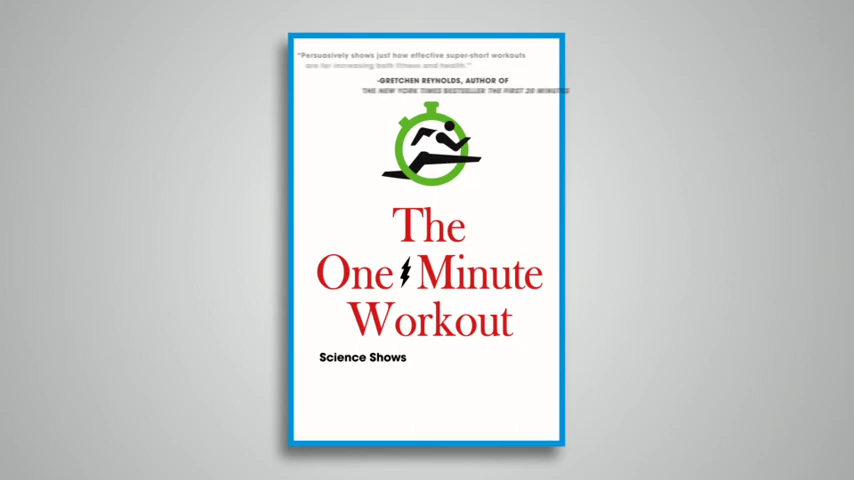 "Persuasively shows just how effective super-short workouts
are for increasing both fitness and health."
-GRETCHEN REYNOLDS, AUTHOR OF
THE NEW YORK TIMES BESTSELLER THE FIRST 20 MINUTES
The
One Minute
Workout
Science Shows